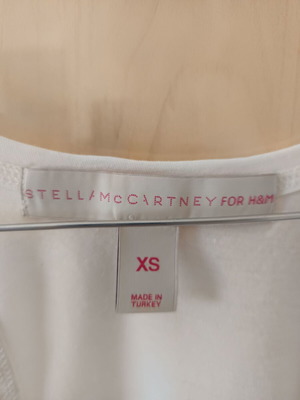 STELLA McCARTNEY FOR H&M
XS
MADE IN
TURKEY